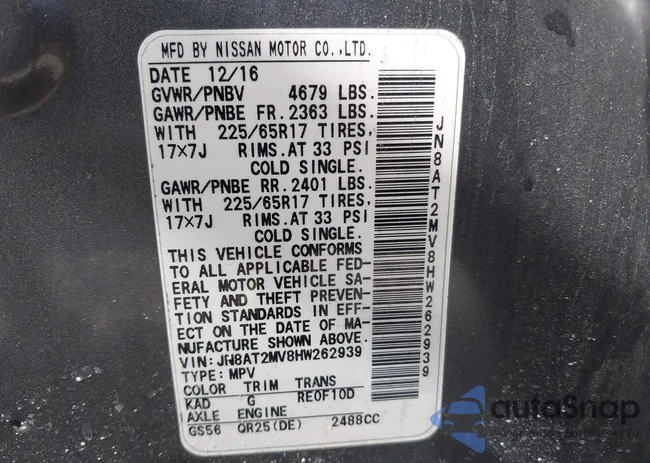 MFD BY NISSAN MOTOR CO.,LTD.
DATE 12/16
GVWR/PNBV 4679 LBS.
GAWR/PNBE FR. 2363 LBS.
WITH 225/65R17 TIRES,
17×7J RIMS. AT 33 PSI
COLD SINGLE.
GAWR/PNBE RR. 2401 LBS.
WITH 225/65R17 TIRES,
17×7J RIMS. AT 33 PSI
COLD SINGLE.
THIS VEHICLE CONFORMS
TO ALL APPLICABLE FED-
ERAL MOTOR VEHICLE SA-
FETY AND THEFT PREVEN-
TION STANDARDS IN EFF-
ECT ON THE DATE OF MA-
NUFACTURE SHOWN ABOVE.
VIN: JN8AT2MV8HW262939
TYPE: MPV
COLOR TRIM TRANS
KAD G RE0F10D
AXLE ENGINE
GS56 QR25(DE) 2488CC
JN8AT2MV8HW262939
autoSnap